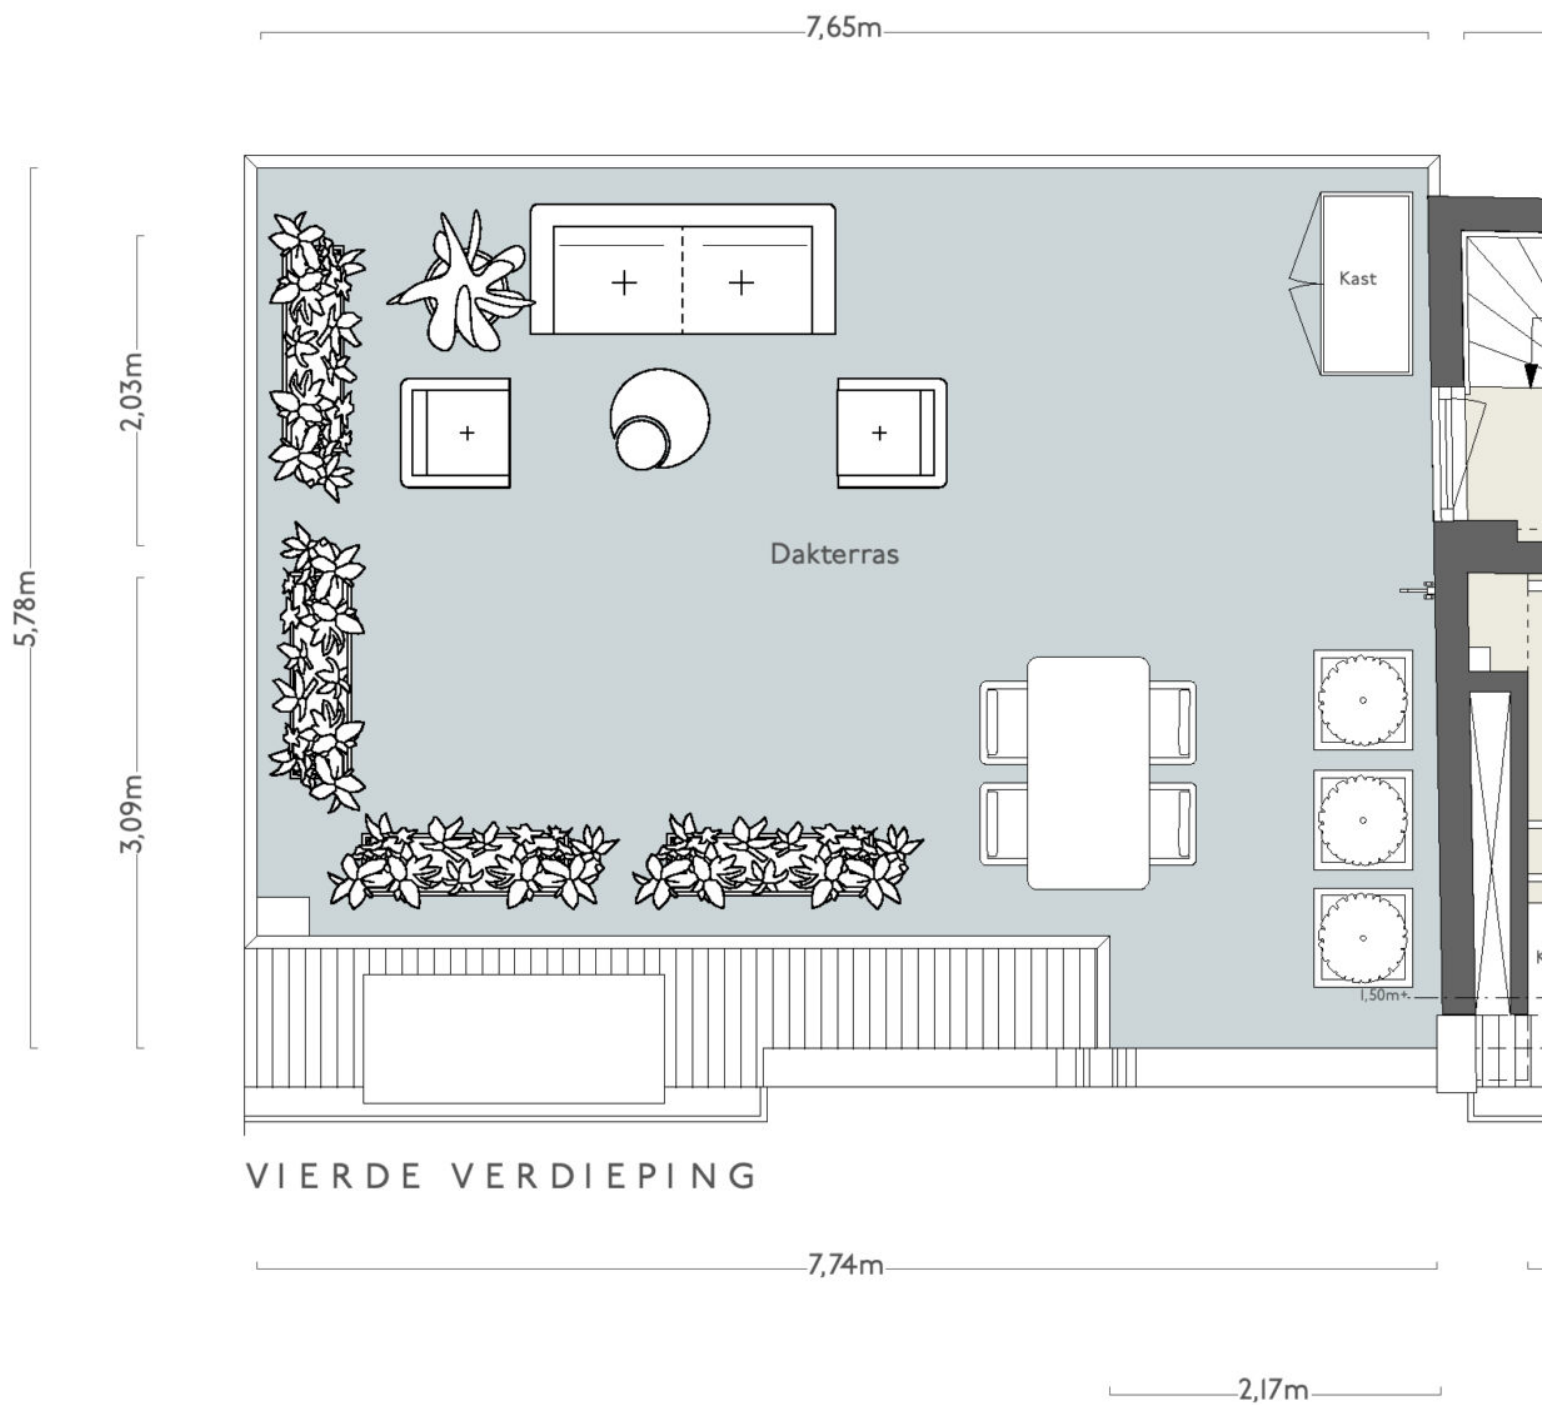 7,65m
Kast
2,03m
Dakterras
5,78m
3,09m
1,50m+
VIERDE VERDIEPING
7,74m
2,17m